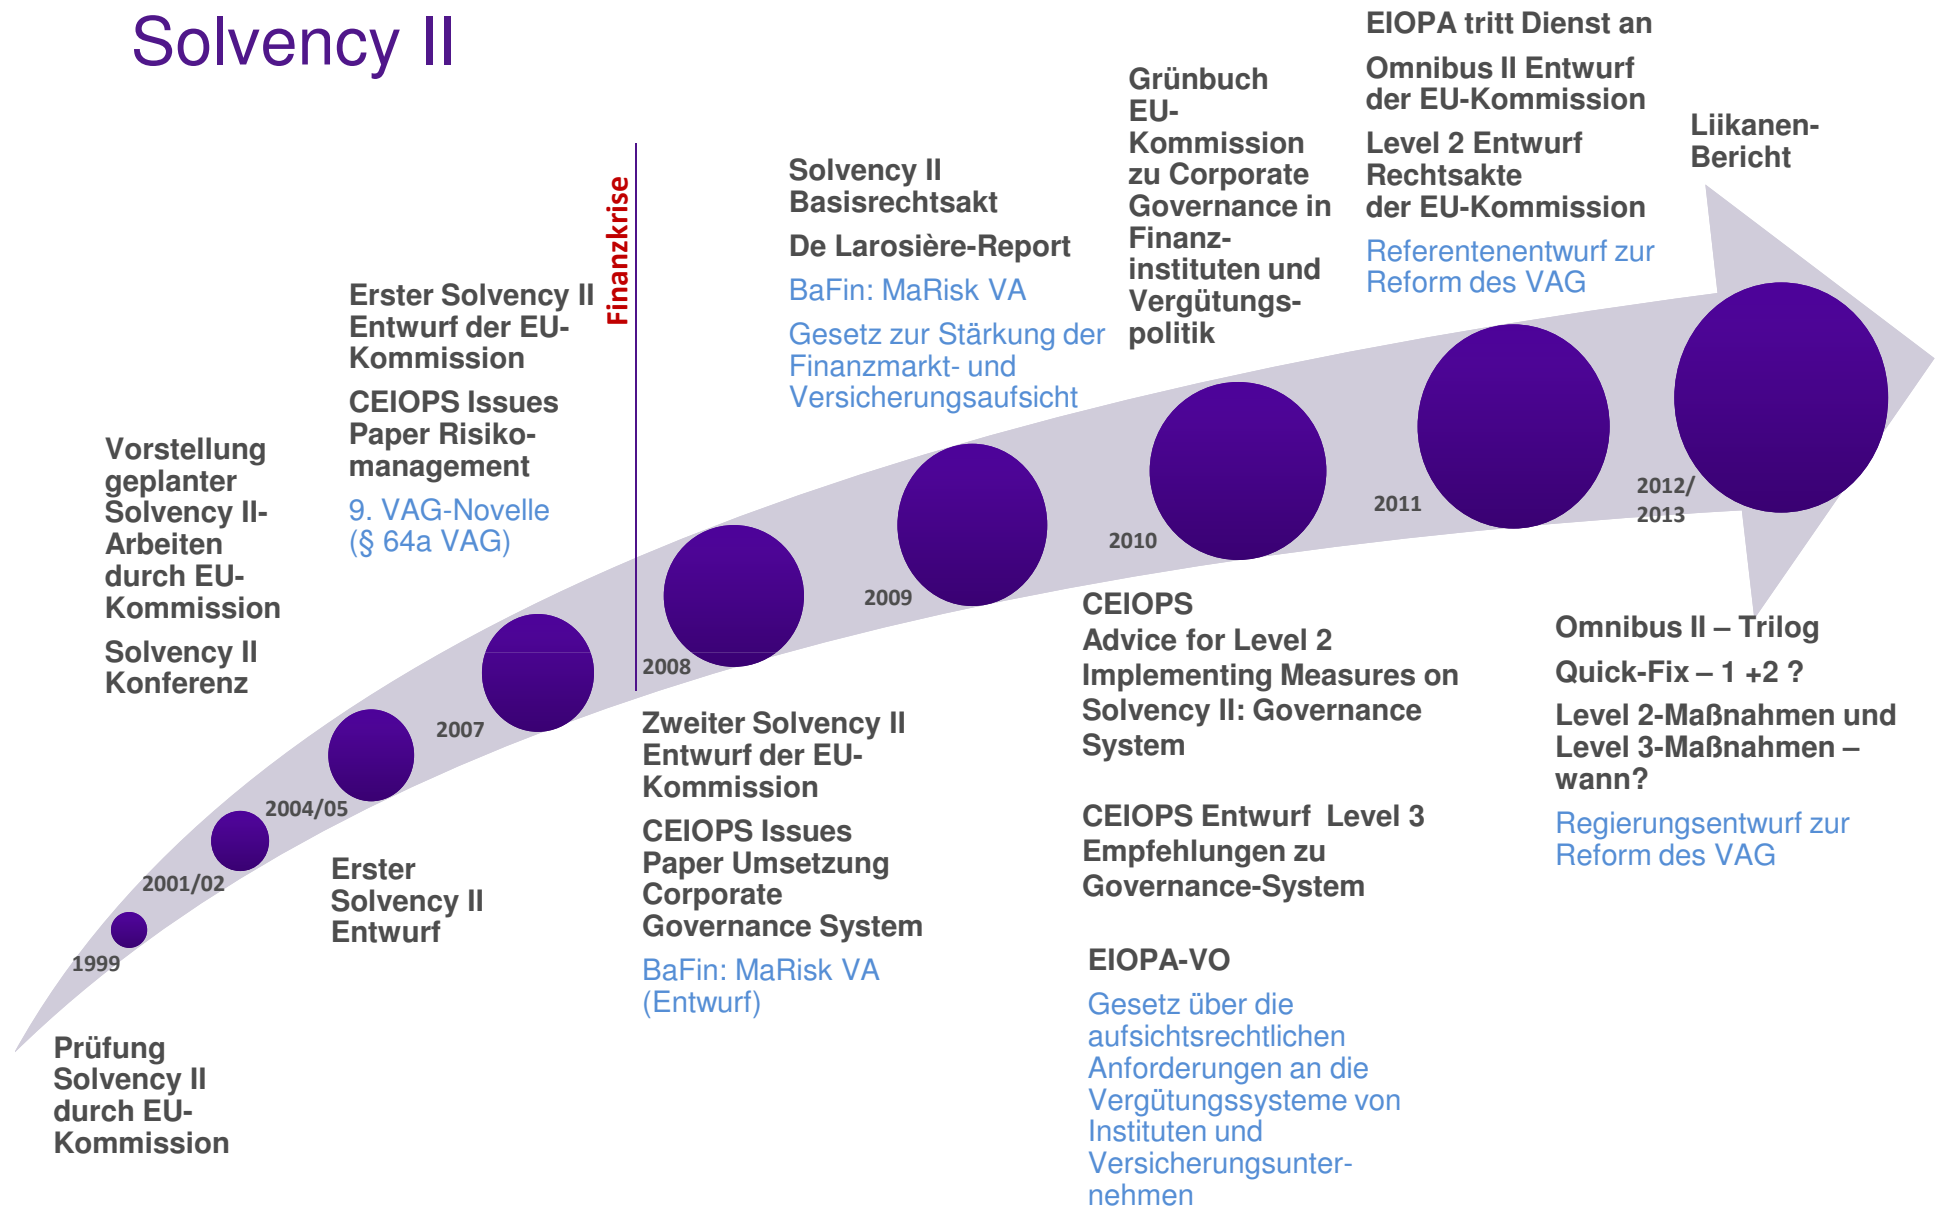 Solvency II
Prüfung
Solvency II
durch EU-
Kommission
1999
Vorstellung
geplanter
Solvency II-
Arbeiten
durch EU-
Kommission
Solvency II
Konferenz
2001/02
Erster
Solvency II
Entwurf
2004/05
Erster Solvency II
Entwurf der EU-
Kommission
CEIOPS Issues
Paper Risiko-
management
9. VAG-Novelle
(§ 64a VAG)
2007
Finanzkrise
2008
Zweiter Solvency II
Entwurf der EU-
Kommission
CEIOPS Issues
Paper Umsetzung
Corporate
Governance System
BaFin: MaRisk VA
(Entwurf)
Solvency II
Basisrechtsakt
De Larosière-Report
BaFin: MaRisk VA
Gesetz zur Stärkung der
Finanzmarkt- und
Versicherungsaufsicht
2009
Grünbuch
EU-
Kommission
zu Corporate
Governance in
Finanz-
instituten und
Vergütungs-
politik
2010
CEIOPS
Advice for Level 2
Implementing Measures on
Solvency II: Governance
System
CEIOPS Entwurf  Level 3
Empfehlungen zu
Governance-System
EIOPA-VO
Gesetz über die
aufsichtsrechtlichen
Anforderungen an die
Vergütungssysteme von
Instituten und
Versicherungsunter-
nehmen
EIOPA tritt Dienst an
Omnibus II Entwurf
der EU-Kommission
Level 2 Entwurf
Rechtsakte
der EU-Kommission
Referentenentwurf zur
Reform des VAG
2011
Liikanen-
Bericht
2012/
2013
Omnibus II – Trilog
Quick-Fix – 1 +2 ?
Level 2-Maßnahmen und
Level 3-Maßnahmen –
wann?
Regierungsentwurf zur
Reform des VAG